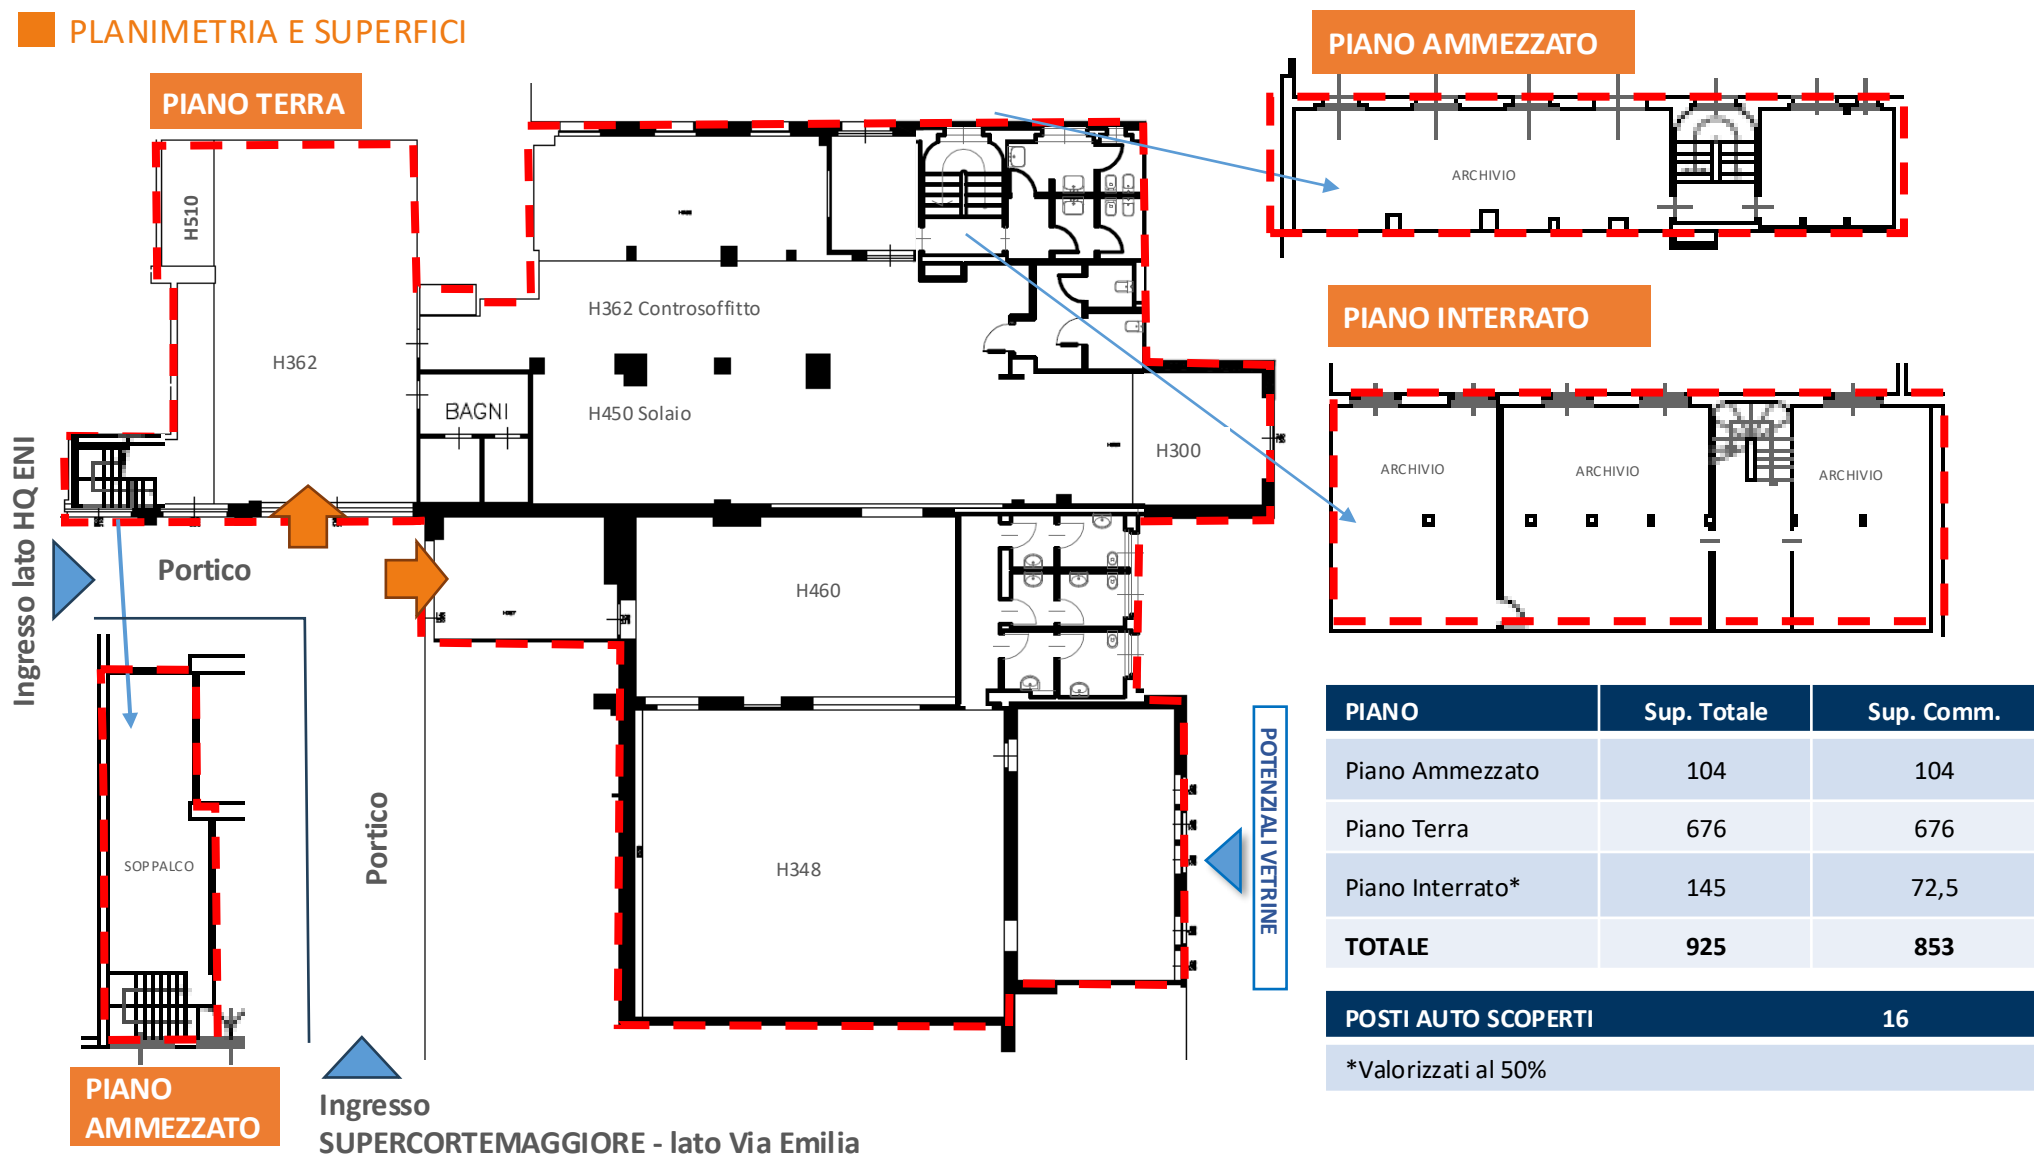 PLANIMETRIA E SUPERFICI
PIANO TERRA
PIANO AMMEZZATO
ARCHIVIO
H510
H362 Controsoffitto
H362
BAGNI
H450 Solaio
H300
PIANO INTERRATO
ARCHIVIO
ARCHIVIO
ARCHIVIO
Ingresso lato HQ ENI
Portico
H460
Portico
SOPPALCO
H348
POTENZIALI VETRINE
PIANO Sup. Totale Sup. Comm.
Piano Ammezzato 104 104
Piano Terra 676 676
Piano Interrato* 145 72,5
TOTALE 925 853
POSTI AUTO SCOPERTI 16
*Valorizzati al 50%
PIANO
AMMEZZATO
Ingresso
SUPERCORTEMAGGIORE - lato Via Emilia